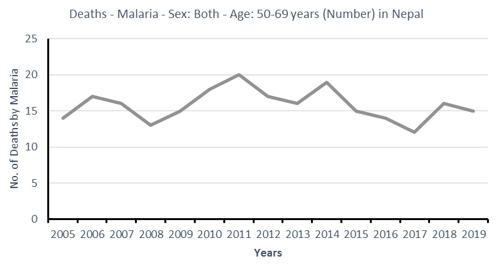 Deaths - Malaria - Sex: Both - Age: 50-69 years (Number) in Nepal
25
20
15
10
5
0
No. of Deaths by Malaria
2005 2006 2007 2008 2009 2010 2011 2012 2013 2014 2015 2016 2017 2018 2019
Years